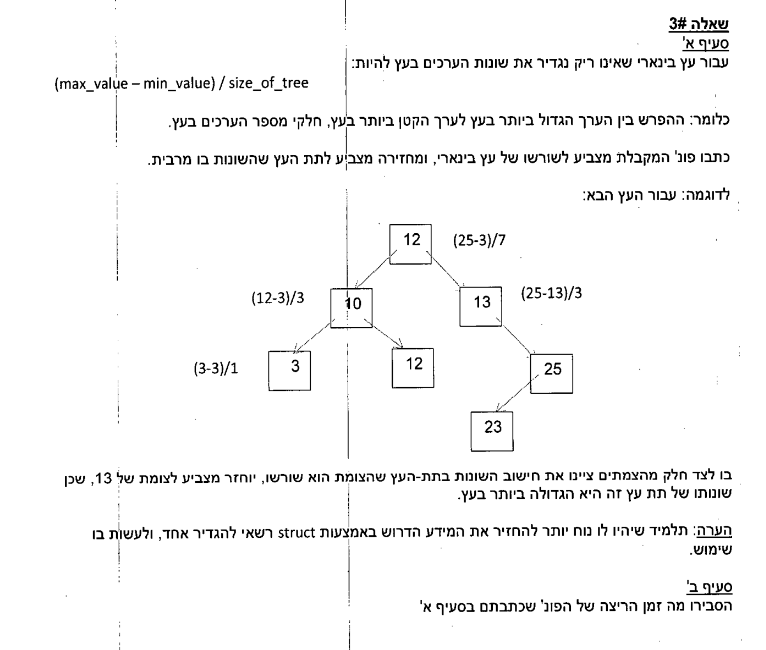 שאלה #3
סעיף א'
עבור עץ בינארי שאינו ריק נגדיר את שונות הערכים בעץ להיות:
(max_value – min_value) / size_of_tree
כלומר: ההפרש בין הערך הגדול ביותר בעץ לערך הקטן ביותר בעץ, חלקי מספר הערכים בעץ.
כתבו פונ' המקבלת מצביע לשורשו של עץ בינארי, ומחזירה מצביע לתת העץ שהשונות בו מרבית.
לדוגמה: עבור העץ הבא:
12 (25-3)/7
(12-3)/3 10 13 (25-13)/3
(3-3)/1 3 12 25
23
בו לצד חלק מהצמתים ציינו את חישוב השונות בתת-העץ שהצומת הוא שורשו, יוחזר מצביע לצומת של 13, שכן
שונותו של תת עץ זה היא הגדולה ביותר בעץ.
הערה: תלמיד שיהיו לו נוח יותר להחזיר את המידע הדרוש באמצעות struct רשאי להגדיר אחד, ולעשות בו
שימוש.
סעיף ב'
הסבירו מה זמן הריצה של הפונ' שכתבתם בסעיף א'